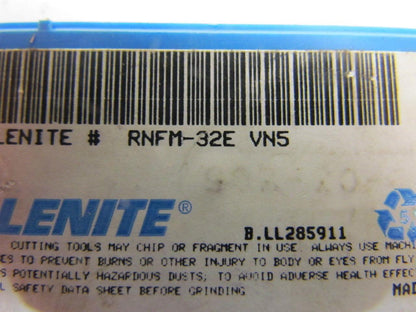 LENITE # RNFM-32E VN5
LENITE®
B.LL285911
CUTTING TOOLS MAY CHIP OR FRAGMENT IN USE. ALWAYS USE MACHI
ES TO PREVENT BURNS OR OTHER INJURY TO BODY OR EYES FROM FLY
S POTENTIALLY HAZARDOUS DUSTS; TO AVOID ADVERSE HEALTH EFFEC
L SAFETY DATA SHEET BEFORE GRINDING
MAD